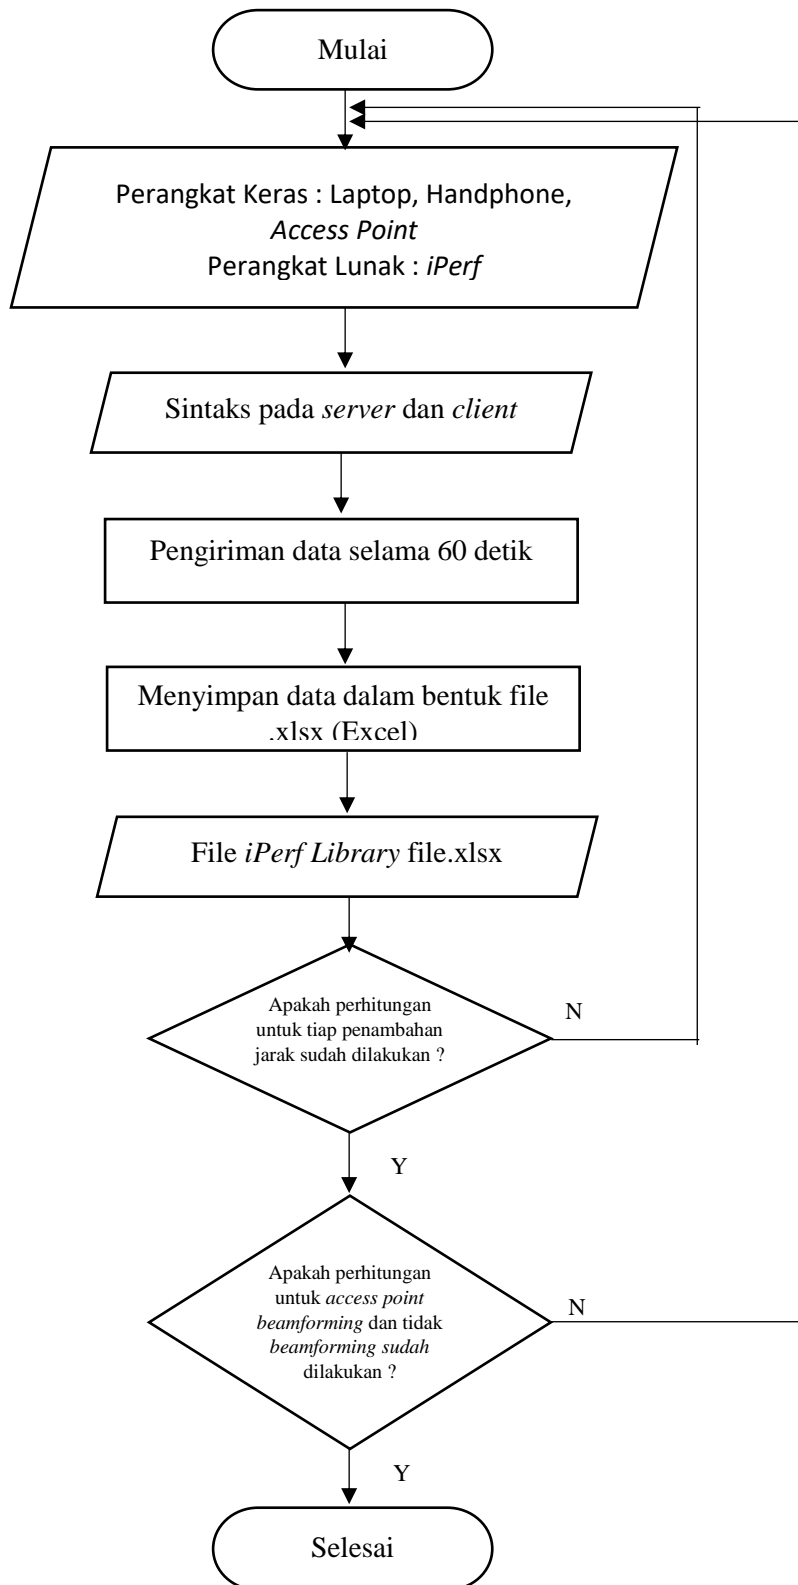 Mulai
Perangkat Keras : Laptop, Handphone,
Access Point
Perangkat Lunak : iPerf
Sintaks pada server dan client
Pengiriman data selama 60 detik
Menyimpan data dalam bentuk file
.xlsx (Excel)
File iPerf Library file.xlsx
Apakah perhitungan
untuk tiap penambahan
jarak sudah dilakukan ?
N
Y
Apakah perhitungan
untuk access point
beamforming dan tidak
beamforming sudah
dilakukan ?
N
Y
Selesai